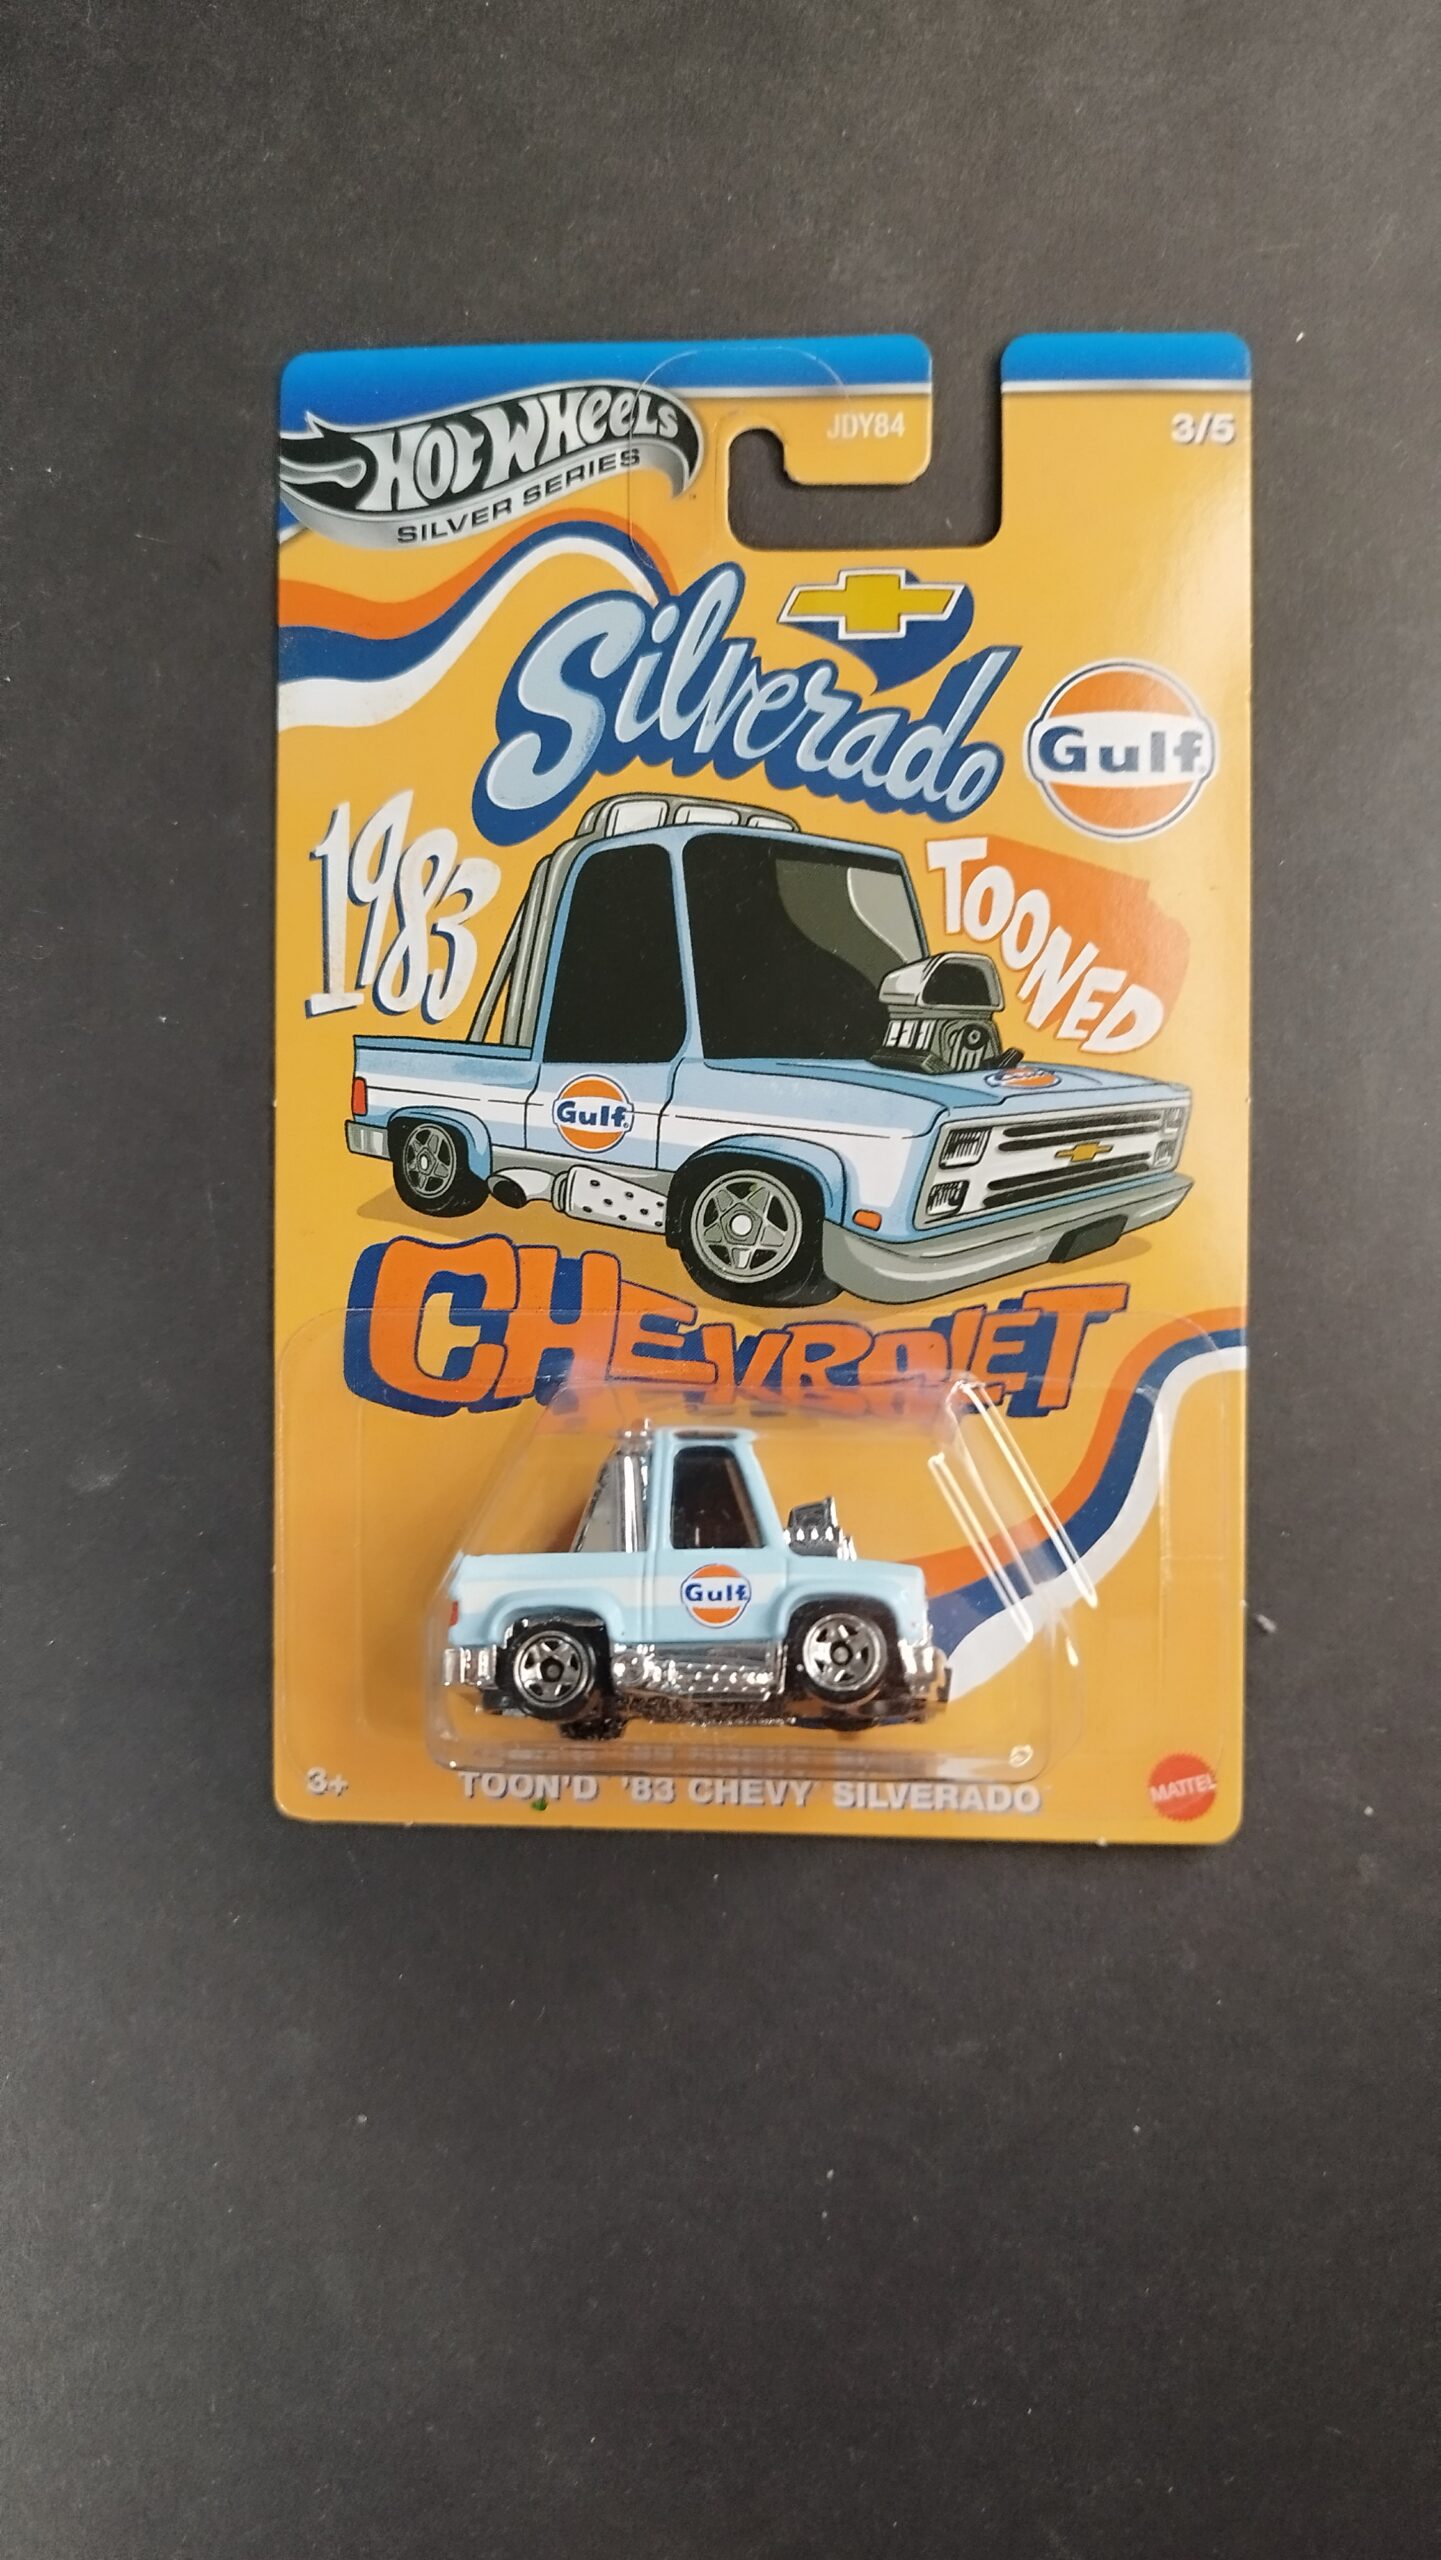 HOT WHEELS
SILVER SERIES
JDY84
3/5
Silverado
Gulf
1983
TOONED
Gulf
CHEVROLET
Gulf
3+
TOON'D '83 CHEVY SILVERADO
MATTEL